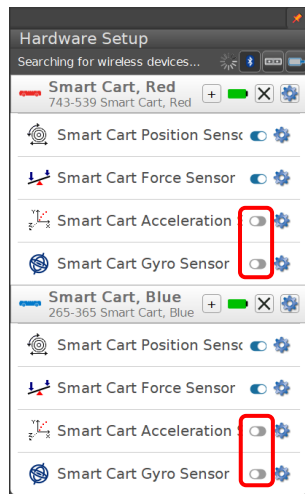 Hardware Setup
Searching for wireless devices...
Smart Cart, Red
743-539 Smart Cart, Red
Smart Cart Position Senso
Smart Cart Force Sensor
Smart Cart Acceleration S
Smart Cart Gyro Sensor
Smart Cart, Blue
265-365 Smart Cart, Blue
Smart Cart Position Senso
Smart Cart Force Sensor
Smart Cart Acceleration S
Smart Cart Gyro Sensor